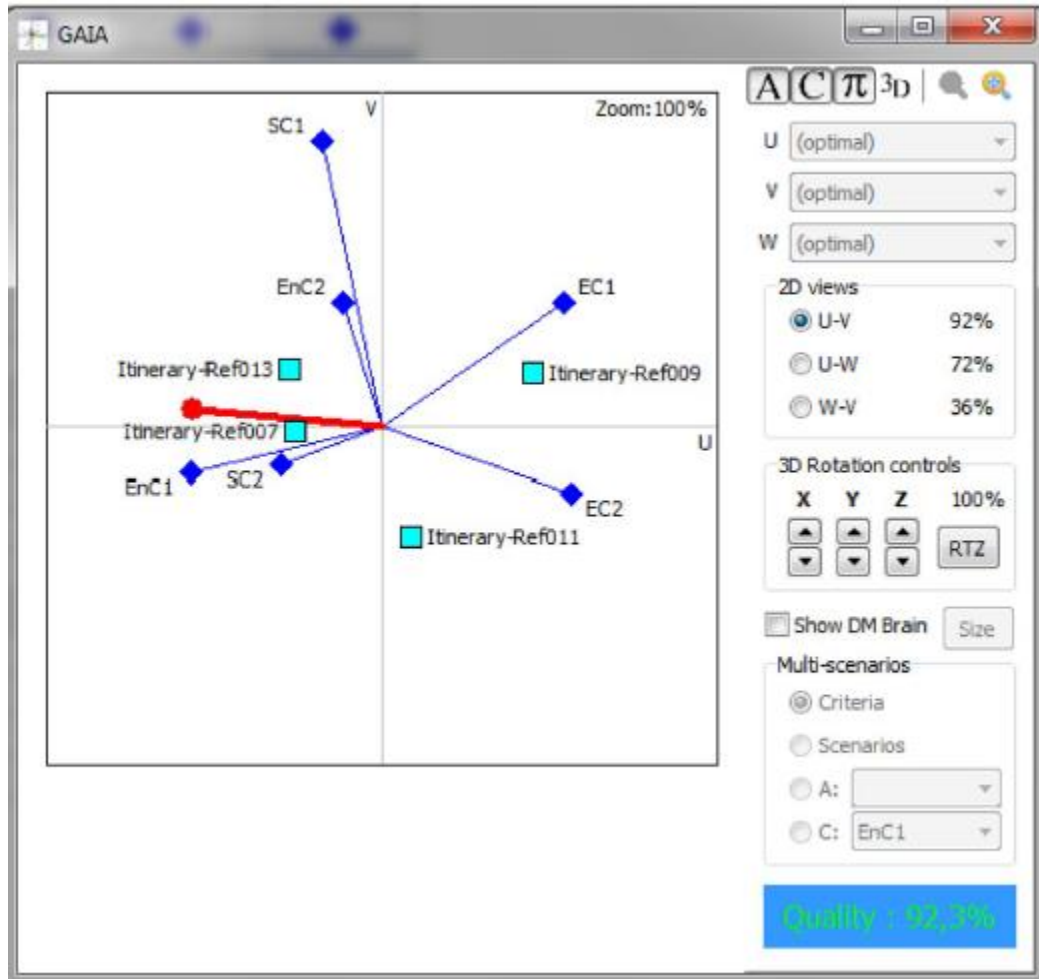 GAIA
A C π 3D
V
Zoom: 100%
SC1
EnC2
EC1
Itinerary-Ref013
Itinerary-Ref009
Itinerary-Ref007
U
EnC1
SC2
EC2
Itinerary-Ref011
U (optimal)
V (optimal)
W (optimal)
2D views
U-V 92%
U-W 72%
W-V 36%
3D Rotation controls
X Y Z 100%
RTZ
Show DM Brain Size
Multi-scenarios
Criteria
Scenarios
A:
C: EnC1
Quality : 92,3%